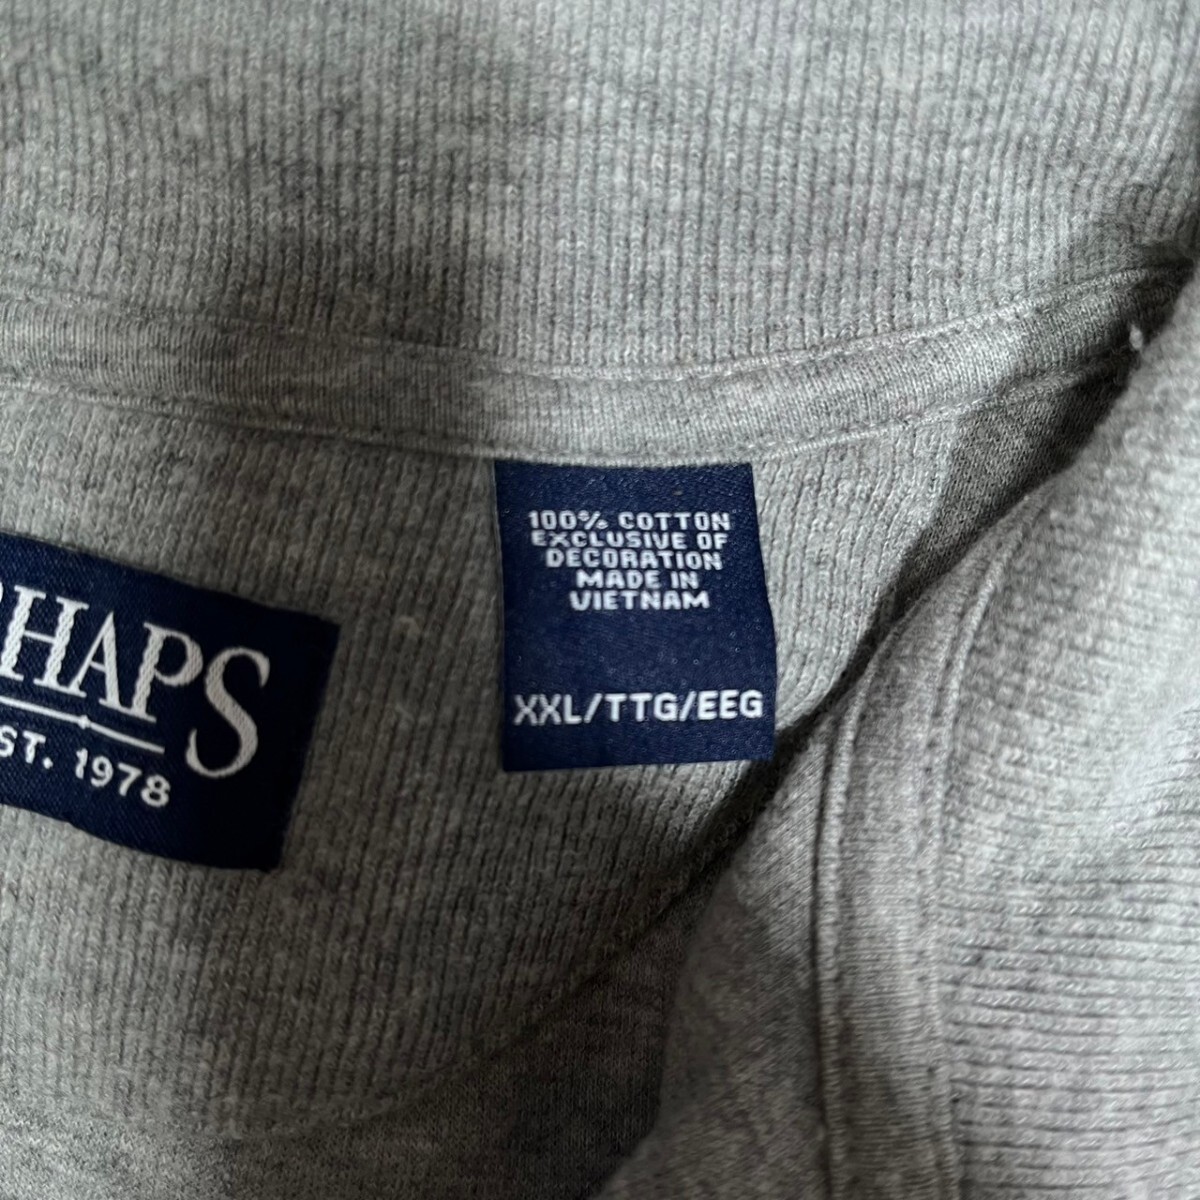 HAPS
ST. 1978
100% COTTON
EXCLUSIVE OF
DECORATION
MADE IN
VIETNAM
XXL/TTG/EEG